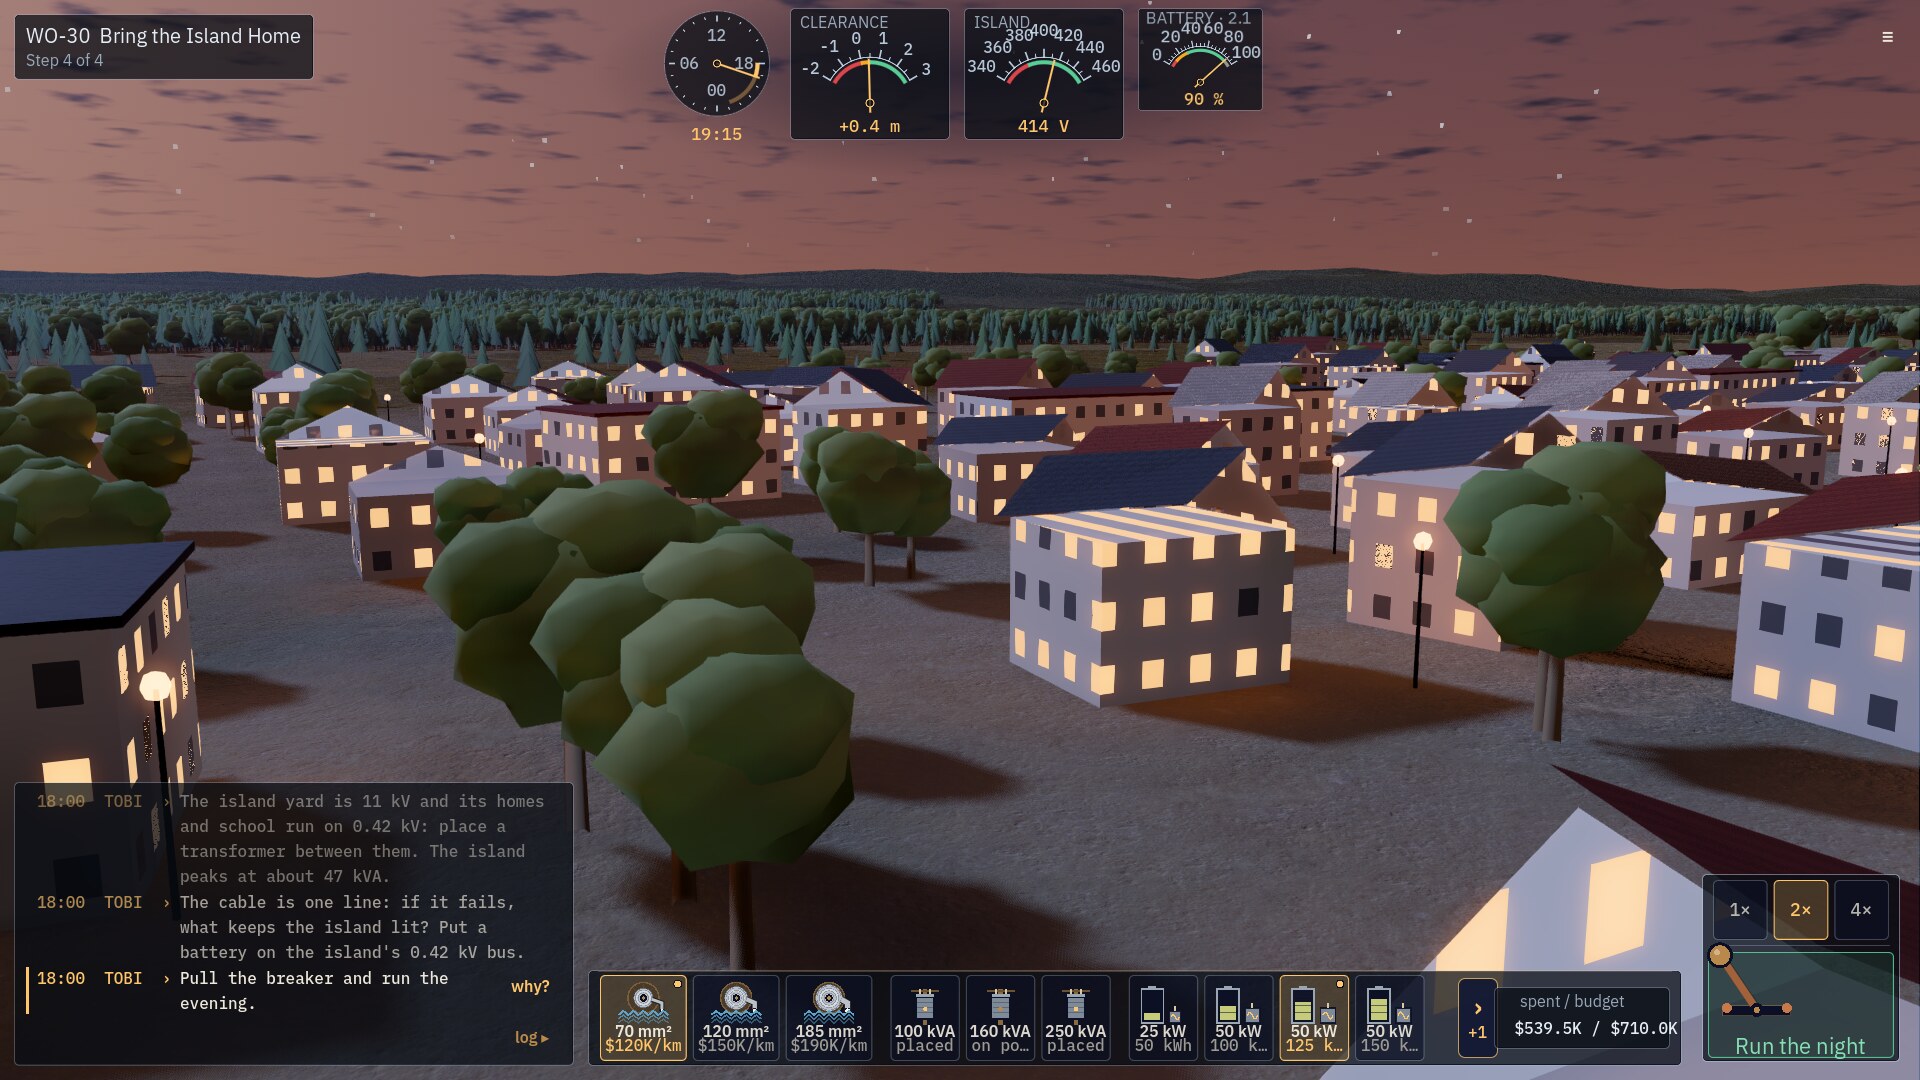 WO-30 Bring the Island Home
Step 4 of 4
12
06 18
00
19:15
CLEARANCE
-2 -1 0 1 2 3
+0.4 m
ISLAND
340 360 380 400 420 440 460
414 V
BATTERY · 2.1
0 20 40 60 80 100
90 %
≡
18:00 TOBI › The island yard is 11 kV and its homes
and school run on 0.42 kV: place a
transformer between them. The island
peaks at about 47 kVA.
18:00 TOBI › The cable is one line: if it fails,
what keeps the island lit? Put a
battery on the island's 0.42 kV bus.
18:00 TOBI › Pull the breaker and run the
evening.
why?
log ▸
70 mm²
$120K/km
120 mm²
$150K/km
185 mm²
$190K/km
100 kVA
placed
160 kVA
on po…
250 kVA
placed
25 kW
50 kWh
50 kW
100 k…
50 kW
125 k…
50 kW
150 k…
›
+1
spent / budget
$539.5K / $710.0K
1× 2× 4×
Run the night